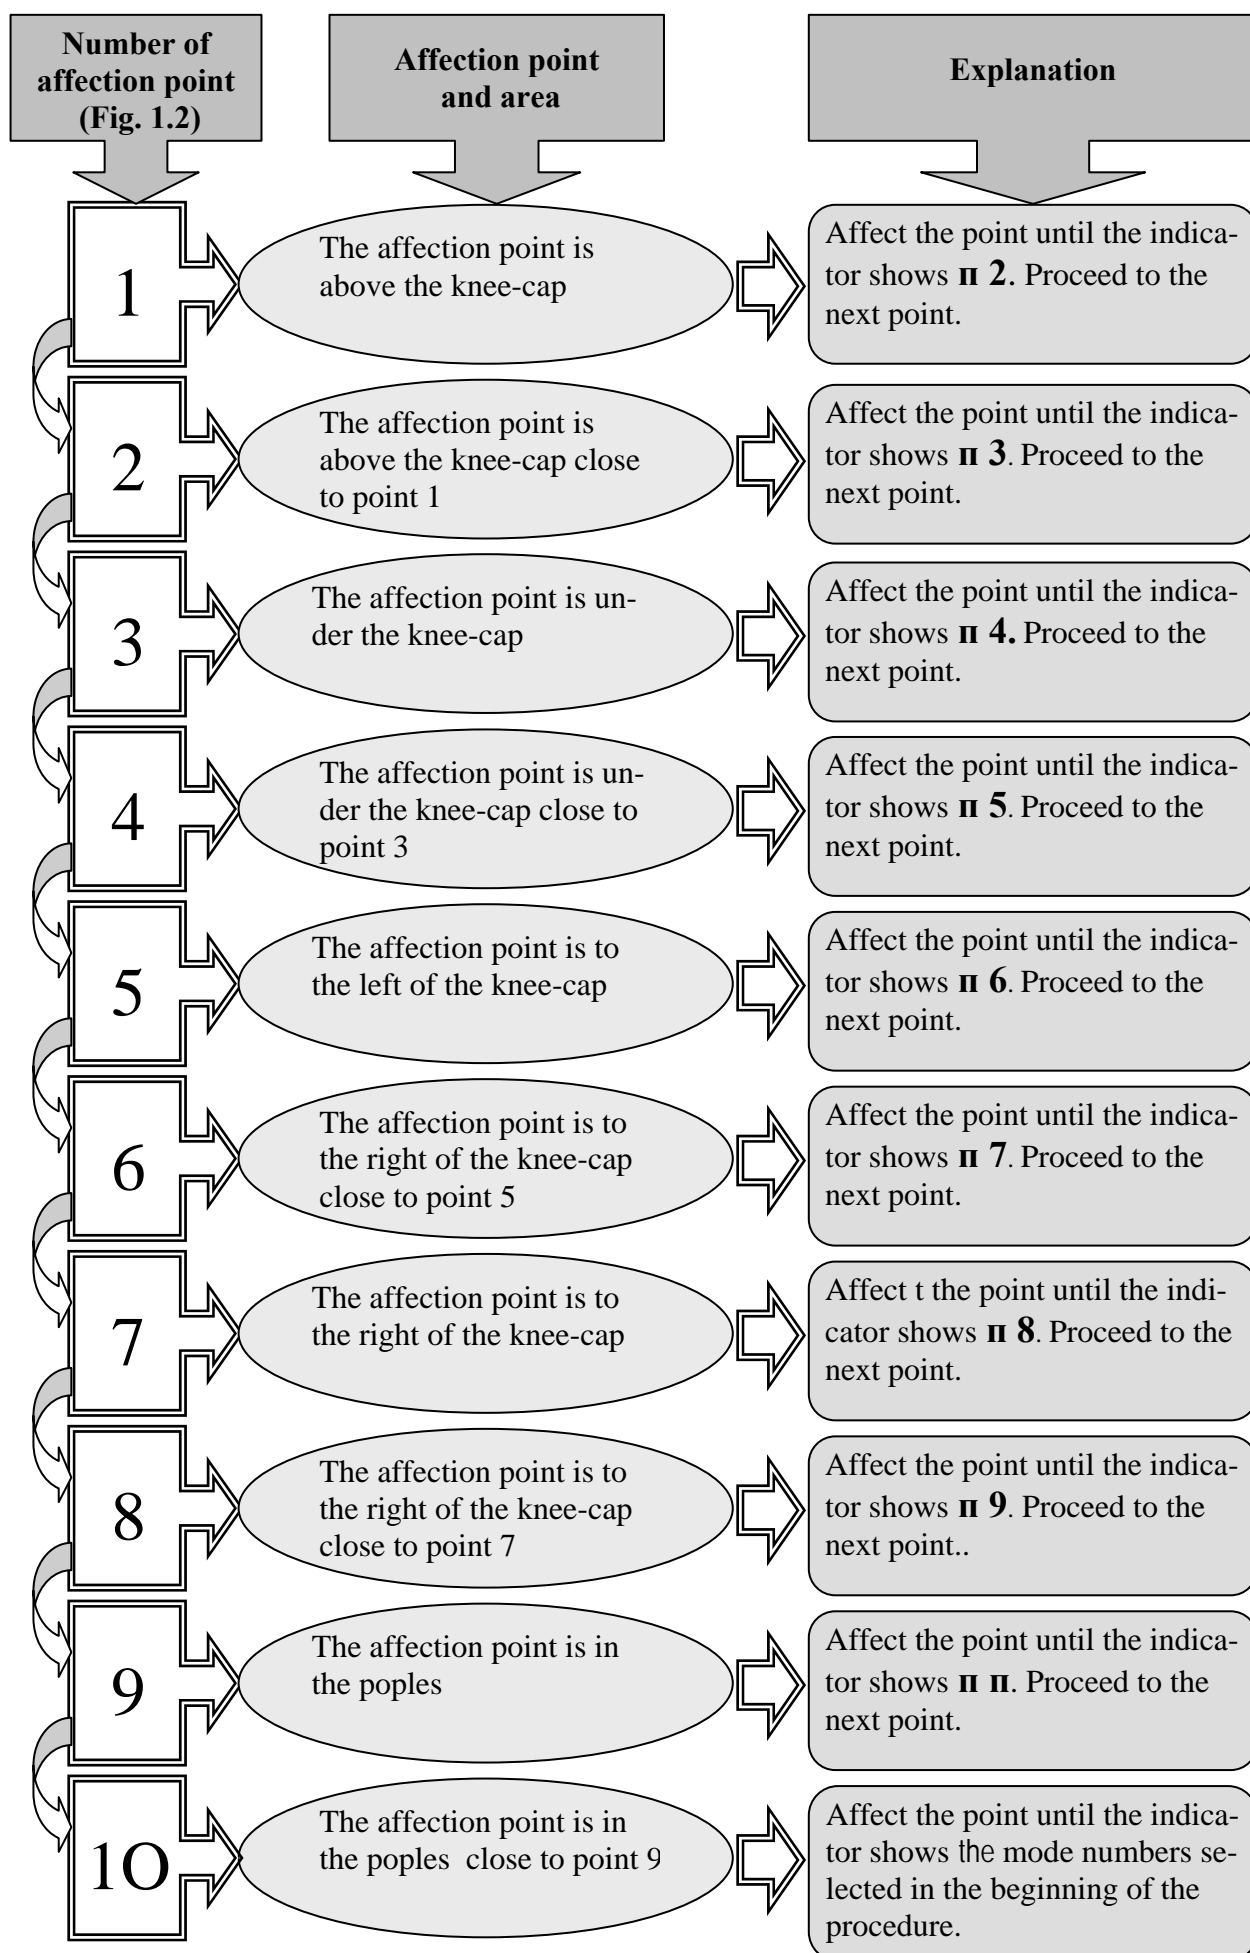 Number of
affection point
(Fig. 1.2)
Affection point
and area
Explanation
1
The affection point is
above the knee-cap
Affect the point until the indica-
tor shows п 2. Proceed to the
next point.
2
The affection point is
above the knee-cap close
to point 1
Affect the point until the indica-
tor shows п 3. Proceed to the
next point.
3
The affection point is un-
der the knee-cap
Affect the point until the indica-
tor shows п 4. Proceed to the
next point.
4
The affection point is un-
der the knee-cap close to
point 3
Affect the point until the indica-
tor shows п 5. Proceed to the
next point.
5
The affection point is to
the left of the knee-cap
Affect the point until the indica-
tor shows п 6. Proceed to the
next point.
6
The affection point is to
the right of the knee-cap
close to point 5
Affect the point until the indica-
tor shows п 7. Proceed to the
next point.
7
The affection point is to
the right of the knee-cap
Affect t the point until the indi-
cator shows п 8. Proceed to the
next point.
8
The affection point is to
the right of the knee-cap
close to point 7
Affect the point until the indica-
tor shows п 9. Proceed to the
next point..
9
The affection point is in
the poples
Affect the point until the indica-
tor shows п п. Proceed to the
next point.
1O
The affection point is in
the poples close to point 9
Affect the point until the indica-
tor shows the mode numbers se-
lected in the beginning of the
procedure.